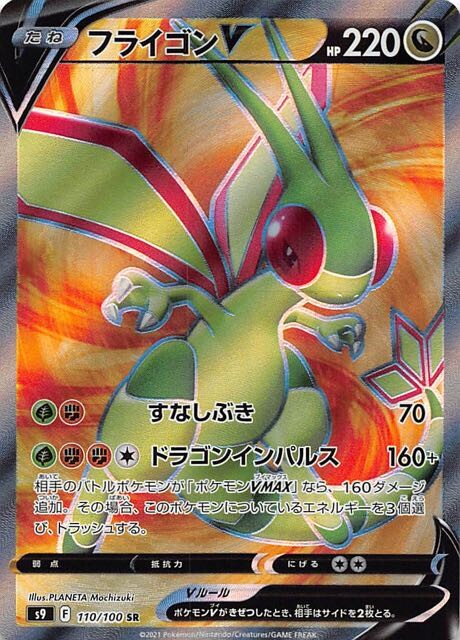 たね フライゴンV HP 220
すなしぶき 70
ドラゴンインパルス 160+
相手のバトルポケモンが「ポケモンVMAX」なら、160ダメージ
追加。その場合、このポケモンについているエネルギーを3個選
び、トラッシュする。
弱点 抵抗力 にげる
Illus.PLANETA Mochizuki
Vルール
s9 F 110/100 SR
ポケモンVがきぜつしたとき、相手はサイドを2枚とる。
©2021 Pokémon/Nintendo/Creatures/GAME FREAK.